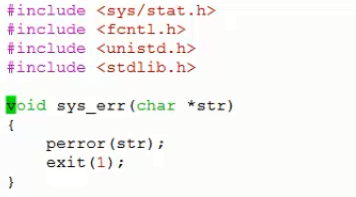 #include <sys/stat.h>
#include <fcntl.h>
#include <unistd.h>
#include <stdlib.h>
void sys_err(char *str)
{
perror(str);
exit(1);
}